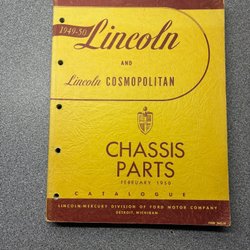 1949-50 Lincoln
AND
Lincoln COSMOPOLITAN
CHASSIS
PARTS
FEBRUARY 1950
CATALOGUE
LINCOLN-MERCURY DIVISION OF FORD MOTOR COMPANY
DETROIT, MICHIGAN